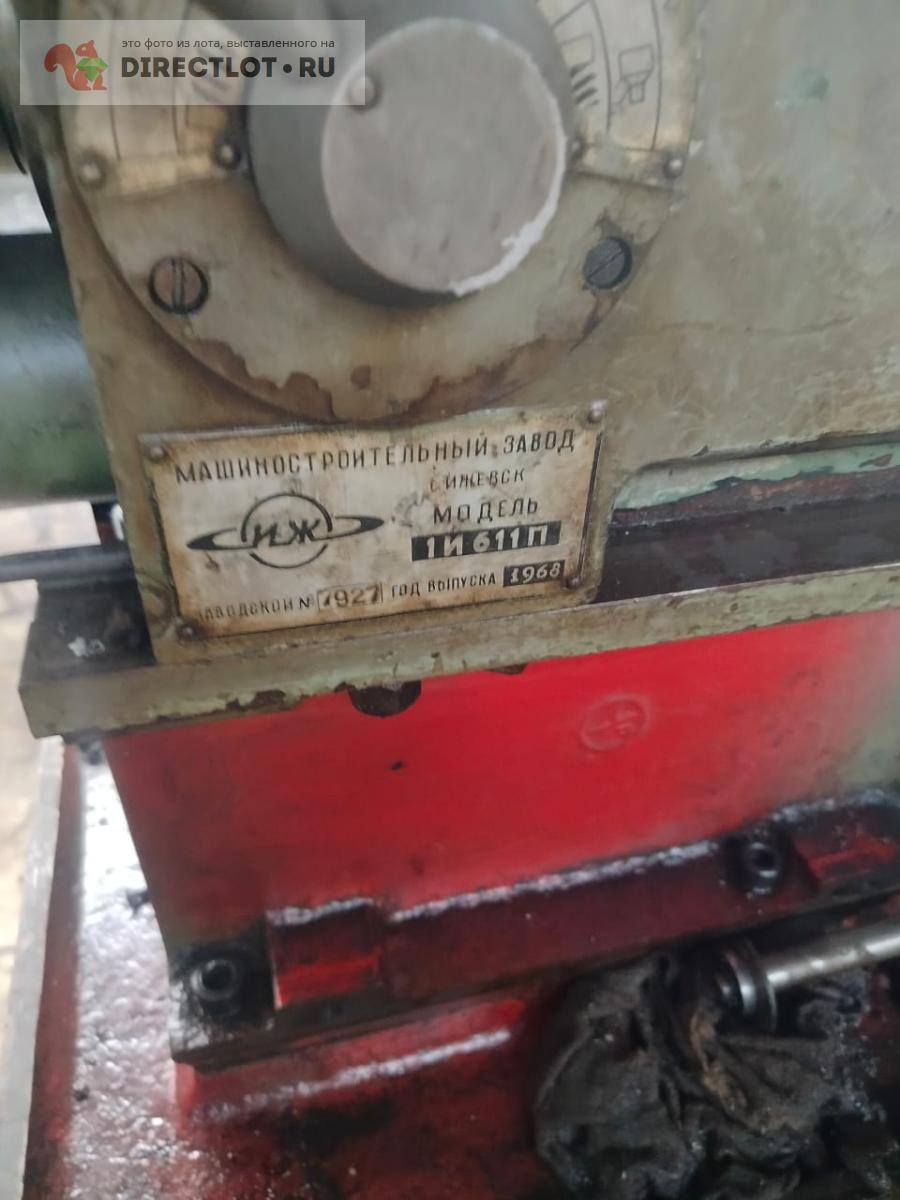 это фото из лота, выставленного на
DIRECTLOT•RU
МАШИНОСТРОИТЕЛЬНЫЙ ЗАВОД
Г. ИЖЕВСК
ИЖ
МОДЕЛЬ
1И611П
ЗАВОДСКОЙ № 7927 ГОД ВЫПУСКА 1968